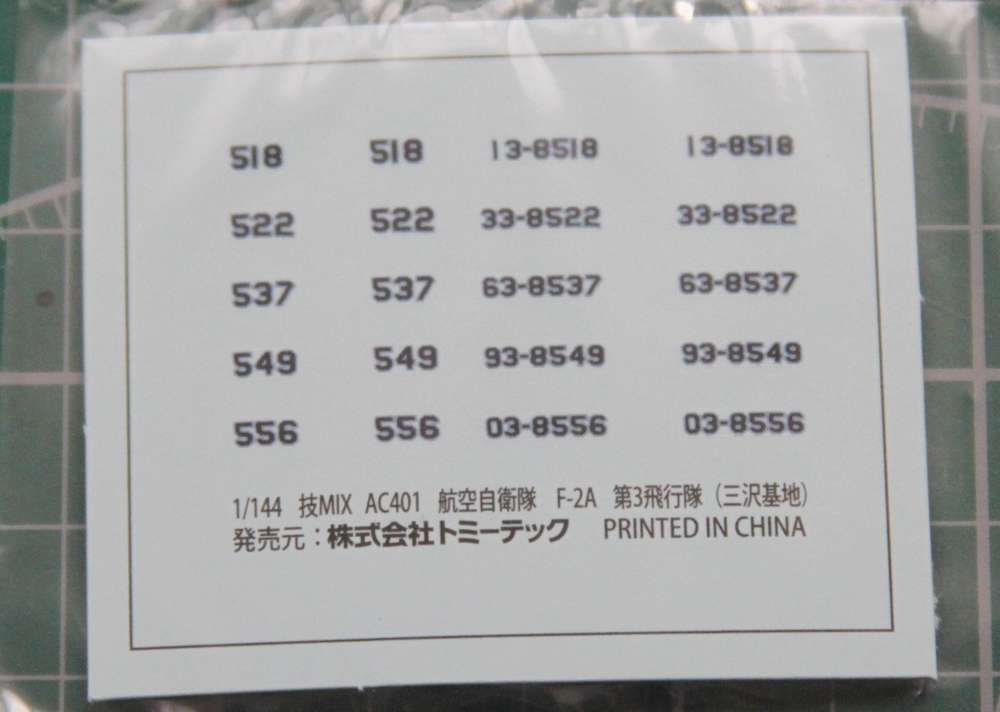 518 518 13-8518 13-8518
522 522 33-8522 33-8522
537 537 63-8537 63-8537
549 549 93-8549 93-8549
556 556 03-8556 03-8556
1/144 技MIX AC401 航空自衛隊 F-2A 第3飛行隊（三沢基地）
発売元：株式会社トミーテック PRINTED IN CHINA